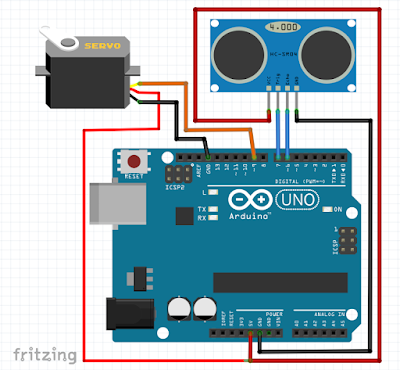 SERVO
4.000
HC-SR04
Vcc
Trig
Echo
Gnd
RESET
ICSP2
AREF
GND
13
12
~11
~10
~9
8
7
~6
~5
4
~3
2
TX→1
RX←0
DIGITAL (PWM=~)
L
TX
RX
Arduino
UNO
ON
ICSP
1
IOREF
RESET
3V3
5V
GND
GND
VIN
POWER
ANALOG IN
A0
A1
A2
A3
A4
A5
fritzing